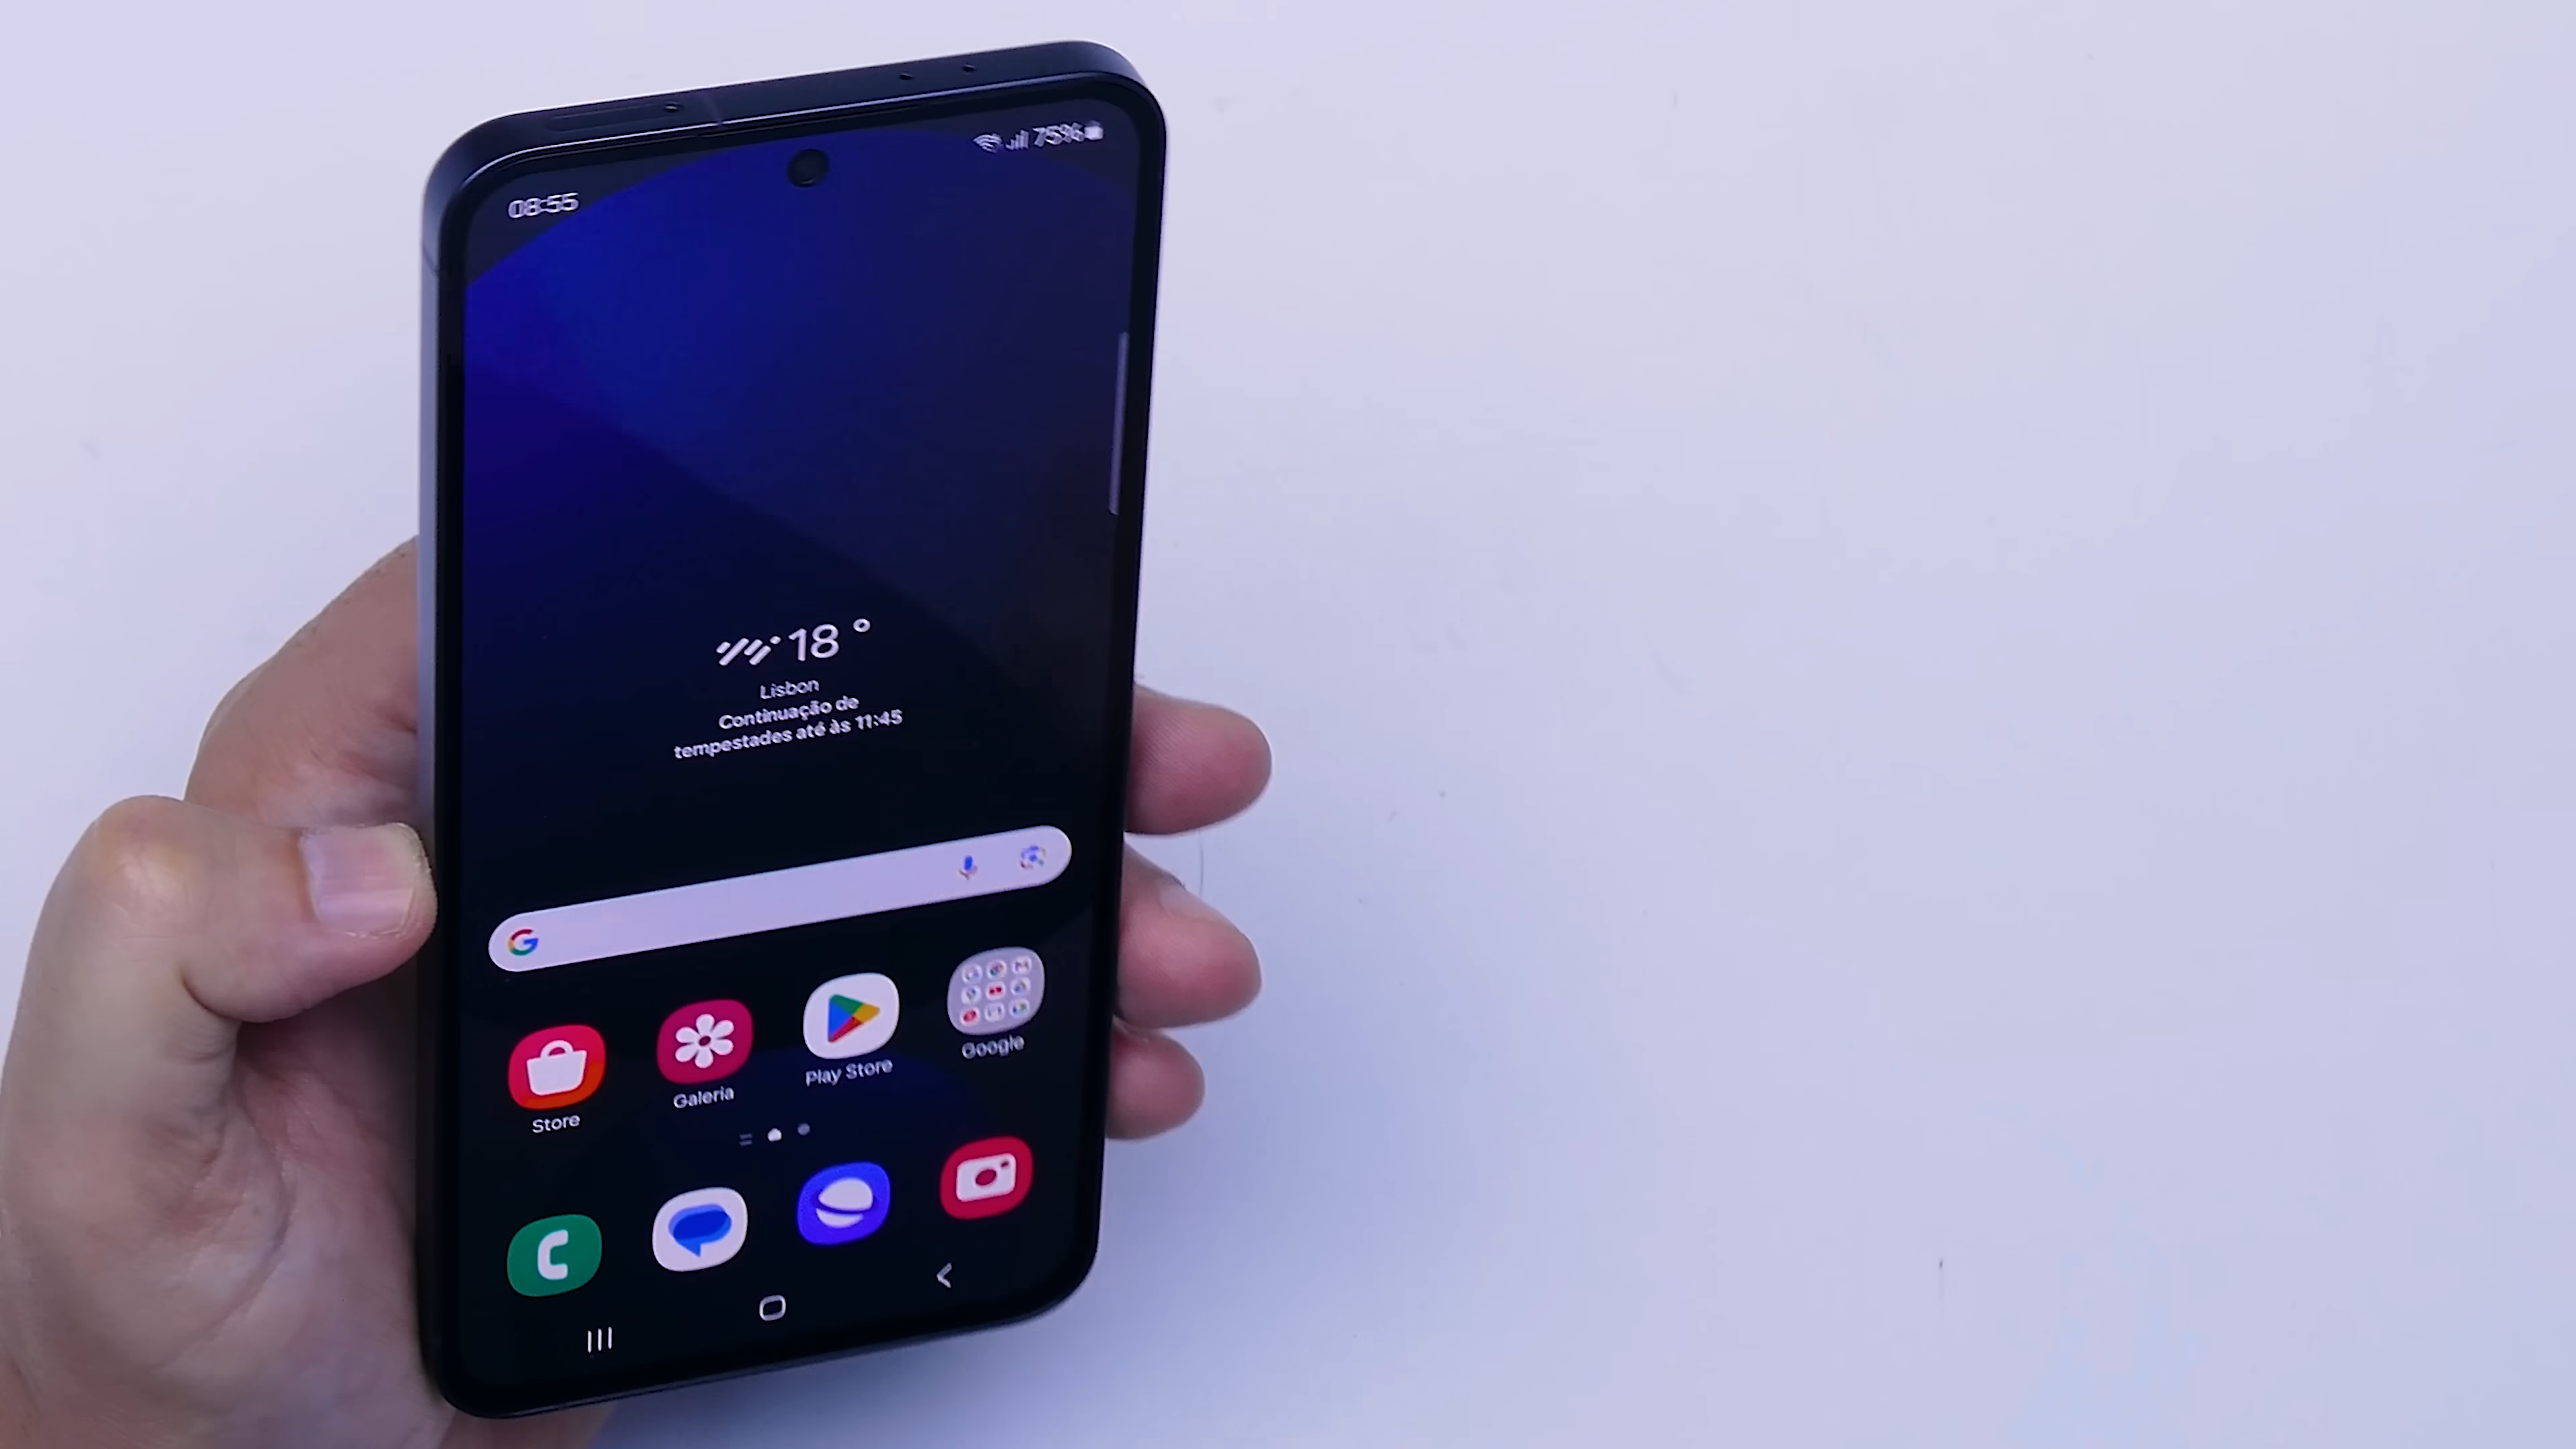 08:55
75%
18°
Lisbon
Continuação de
tempestades até às 11:45
Store
Galeria
Play Store
Google